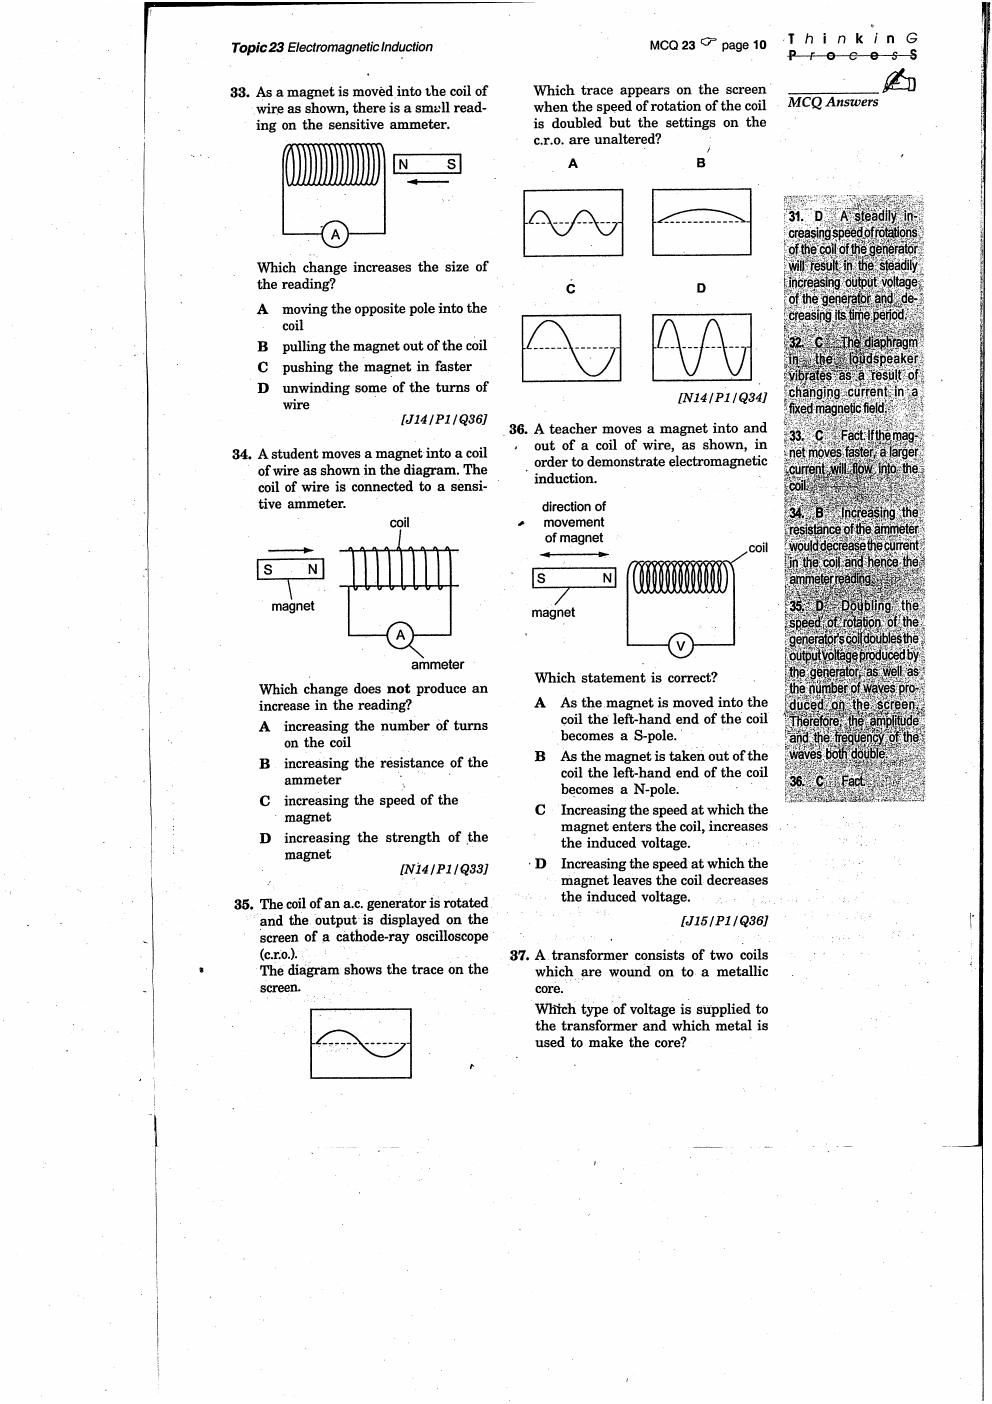 Topic 23 Electromagnetic Induction
MCQ 23 ☞ page 10
T h i n k i n G
P r o c e s S
MCQ Answers
33. As a magnet is moved into the coil of
wire as shown, there is a small read-
ing on the sensitive ammeter.
N S
A
Which change increases the size of
the reading?
A moving the opposite pole into the
coil
B pulling the magnet out of the coil
C pushing the magnet in faster
D unwinding some of the turns of
wire
[J14/P1/Q36]
34. A student moves a magnet into a coil
of wire as shown in the diagram. The
coil of wire is connected to a sensi-
tive ammeter.
coil
S N
magnet
A
ammeter
Which change does not produce an
increase in the reading?
A increasing the number of turns
on the coil
B increasing the resistance of the
ammeter
C increasing the speed of the
magnet
D increasing the strength of the
magnet
[N14/P1/Q33]
35. The coil of an a.c. generator is rotated
and the output is displayed on the
screen of a cathode-ray oscilloscope
(c.r.o.).
The diagram shows the trace on the
screen.
Which trace appears on the screen
when the speed of rotation of the coil
is doubled but the settings on the
c.r.o. are unaltered?
A B
C D
[N14/P1/Q34]
36. A teacher moves a magnet into and
out of a coil of wire, as shown, in
order to demonstrate electromagnetic
induction.
direction of
movement
of magnet
coil
S N
magnet
V
Which statement is correct?
A As the magnet is moved into the
coil the left-hand end of the coil
becomes a S-pole.
B As the magnet is taken out of the
coil the left-hand end of the coil
becomes a N-pole.
C Increasing the speed at which the
magnet enters the coil, increases
the induced voltage.
D Increasing the speed at which the
magnet leaves the coil decreases
the induced voltage.
[J15/P1/Q36]
37. A transformer consists of two coils
which are wound on to a metallic
core.
Which type of voltage is supplied to
the transformer and which metal is
used to make the core?
31. D A steadily in-
creasing speed of rotations
of the coil of the generator
will result in the steadily
increasing output voltage
of the generator and de-
creasing its time period.
32. C The diaphragm
in the loudspeaker
vibrates as a result of
changing current in a
fixed magnetic field.
33. C Fact. If the mag-
net moves faster, a larger
current will flow into the
coil.
34. B Increasing the
resistance of the ammeter
would decrease the current
in the coil and hence the
ammeter reading.
35. D Doubling the
speed of rotation of the
generator's coil doubles the
output voltage produced by
the generator, as well as
the number of waves pro-
duced on the screen.
Therefore, the amplitude
and the frequency of the
waves both double.
36. C Fact.